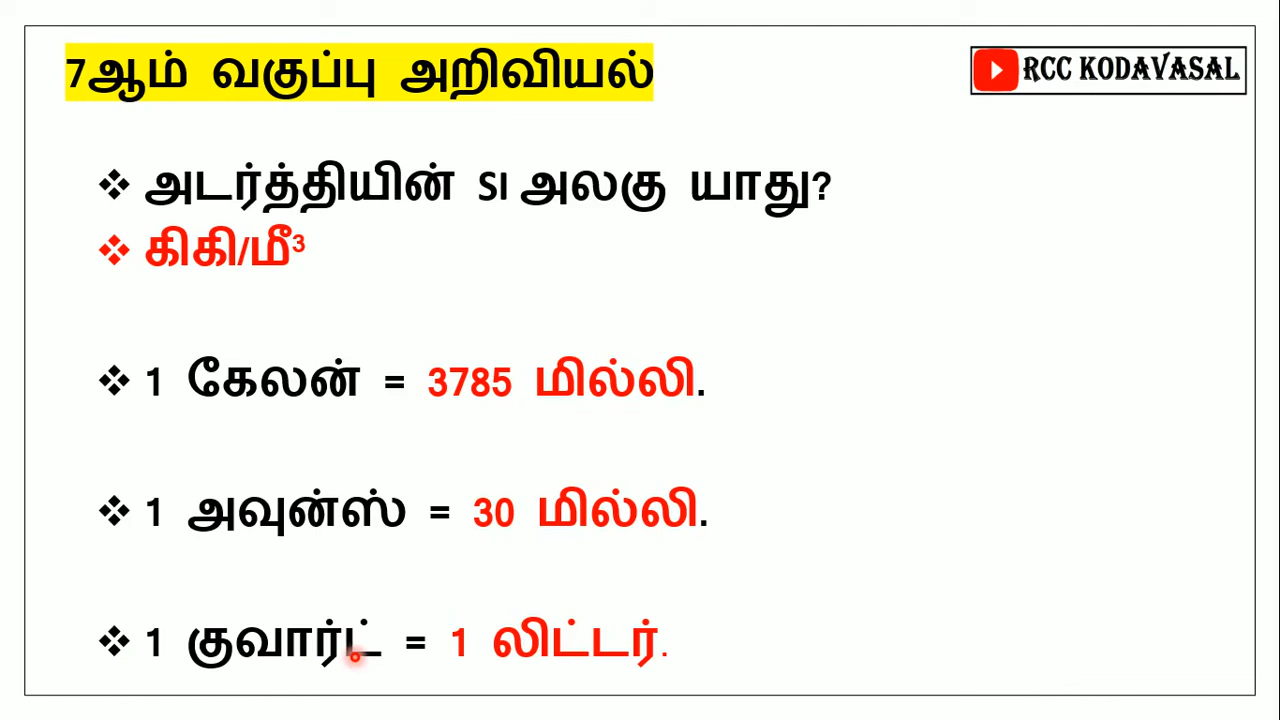 7ஆம் வகுப்பு அறிவியல்
RCC KODAVASAL
❖ அடர்த்தியின் SI அலகு யாது?
❖ கிகி/மீ³
❖ 1 கேலன் = 3785 மில்லி.
❖ 1 அவுன்ஸ் = 30 மில்லி.
❖ 1 குவார்ட் = 1 லிட்டர்.